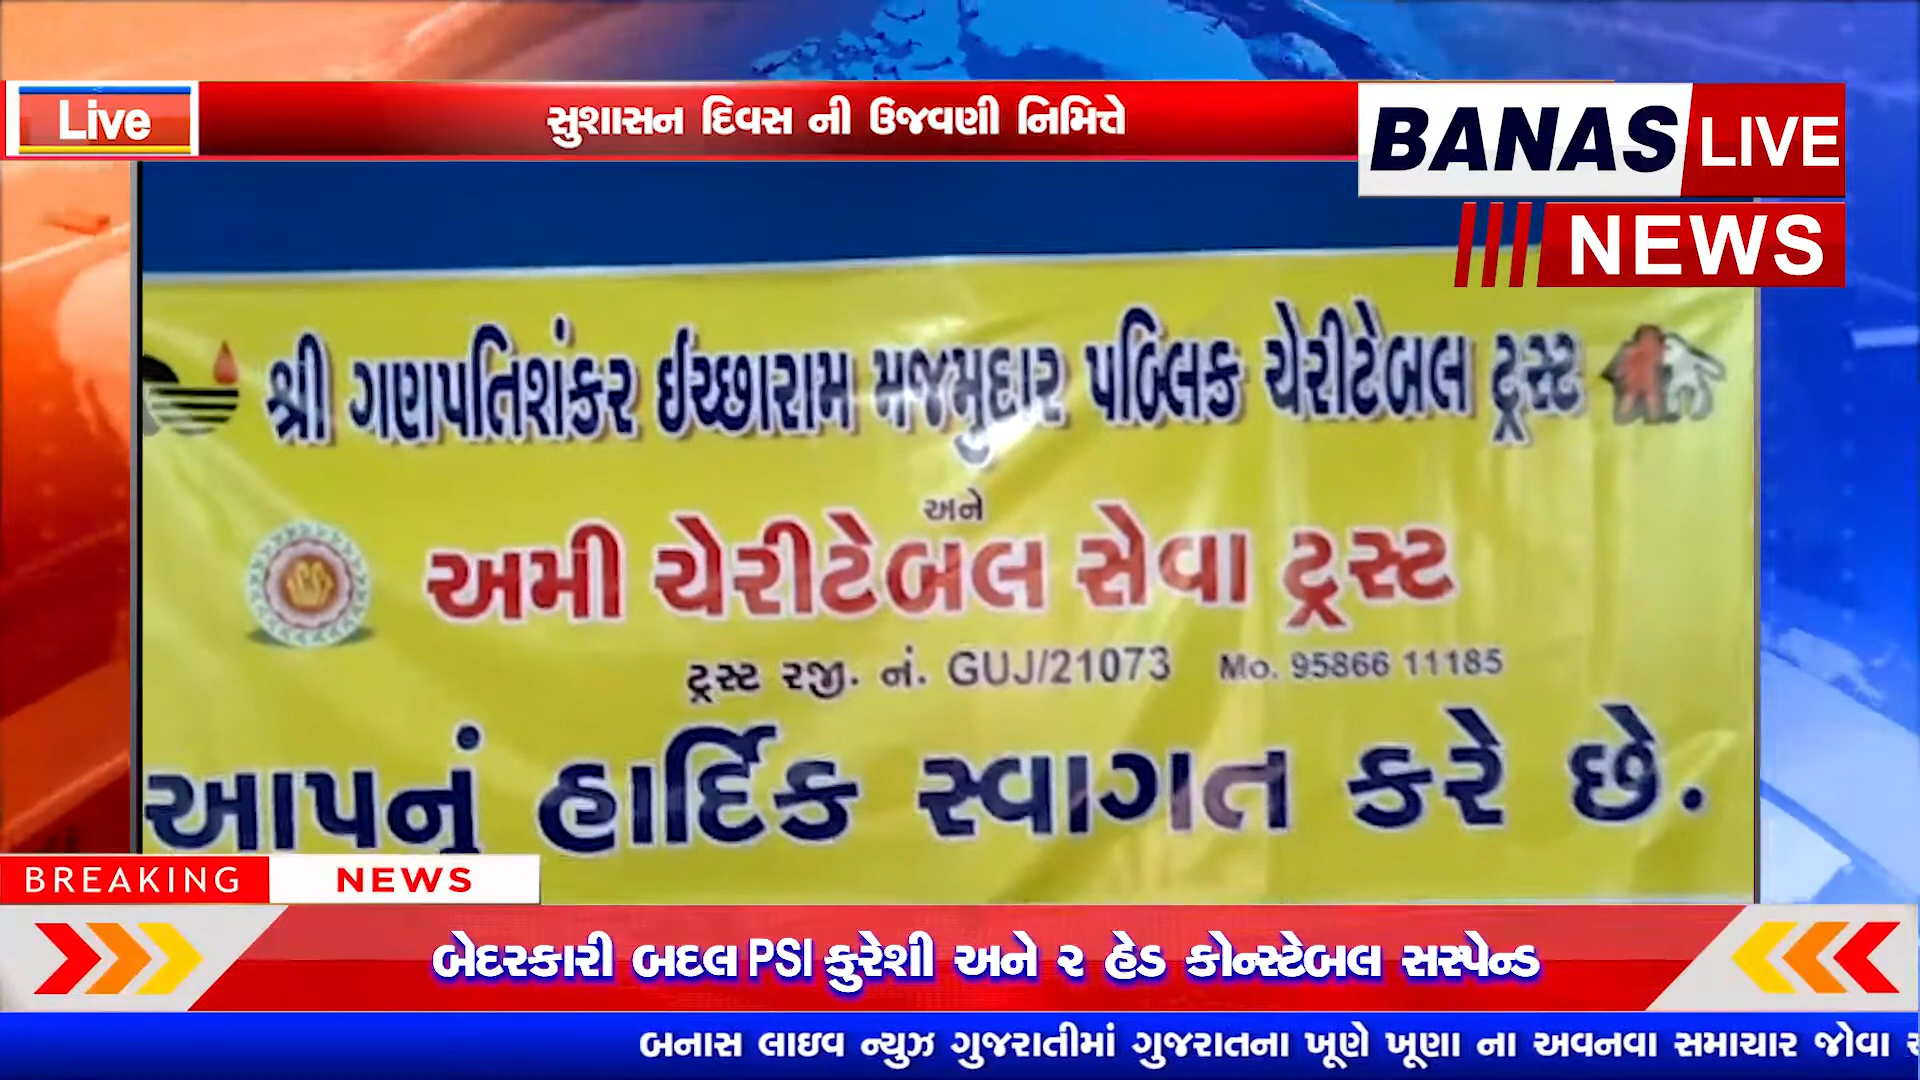 Live
સુશાસન દિવસ ની ઉજવણી નિમિત્તે
BANAS LIVE
NEWS
શ્રી ગણપતિશંકર ઈચ્છારામ મજમુદાર પબ્લિક ચેરીટેબલ ટ્રસ્ટ
અને
અમી ચેરીટેબલ સેવા ટ્રસ્ટ
ટ્રસ્ટ રજી. નં. GUJ/21073 Mo. 95866 11185
આપનું હાર્દિક સ્વાગત કરે છે.
BREAKING NEWS
બેદરકારી બદલ PSI કુરેશી અને ૨ હેડ કોન્સ્ટેબલ સસ્પેન્ડ
બનાસ લાઇવ ન્યુઝ ગુજરાતીમાં ગુજરાતના ખૂણે ખૂણા ના અવનવા સમાચાર જોવા